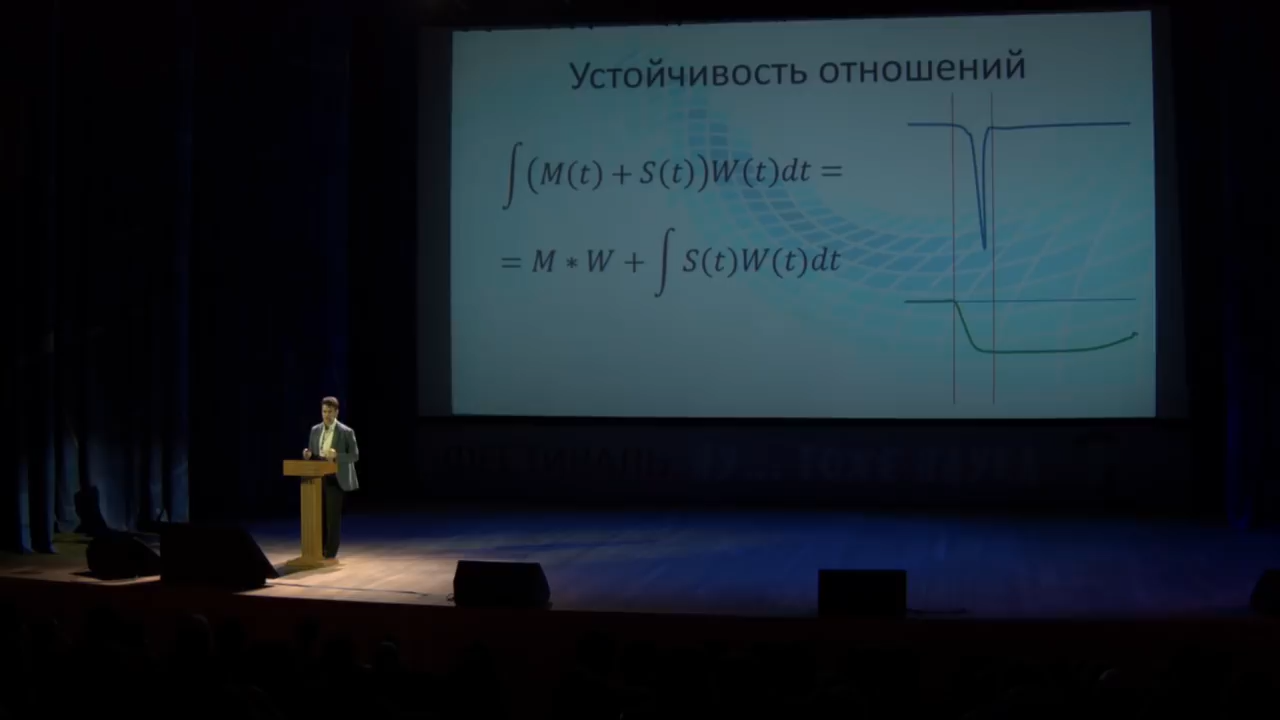 Устойчивость отношений
∫(M(t) + S(t))W(t)dt =
= M ∗ W + ∫ S(t)W(t)dt